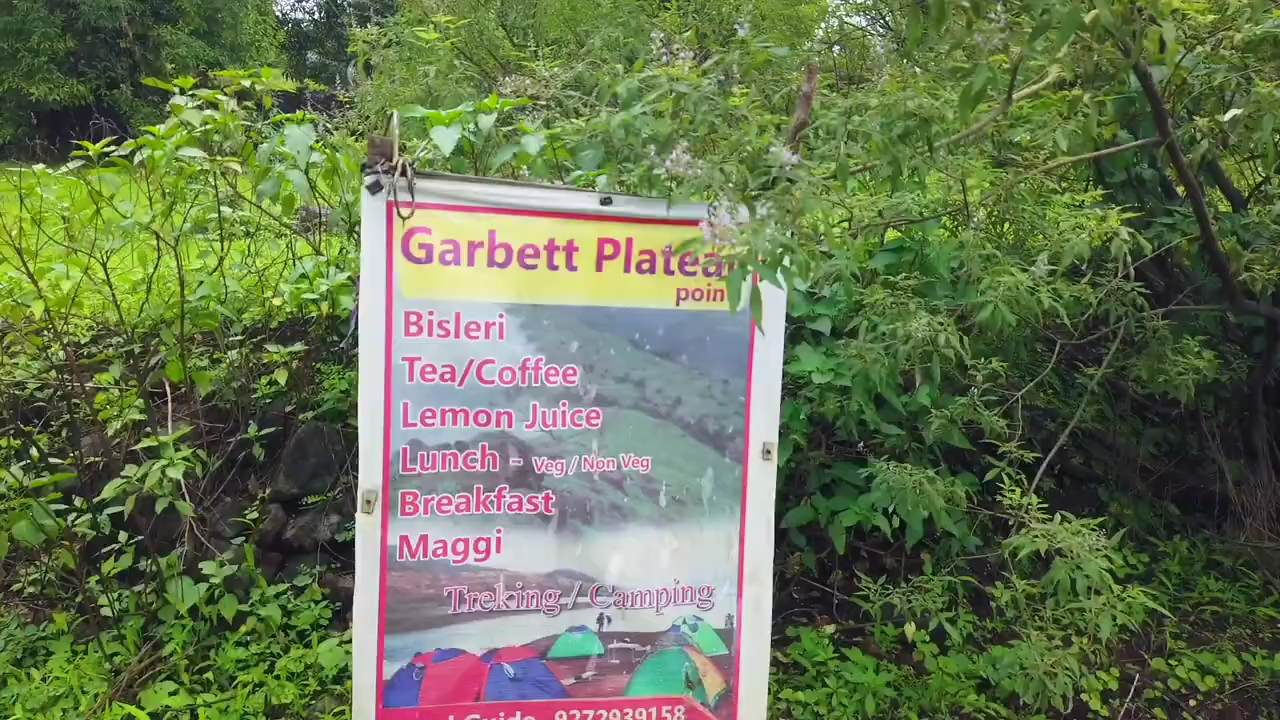 Garbett Platea
poin
Bisleri
Tea/Coffee
Lemon Juice
Lunch - Veg / Non Veg
Breakfast
Maggi
Treking / Camping
Guide 9272939158